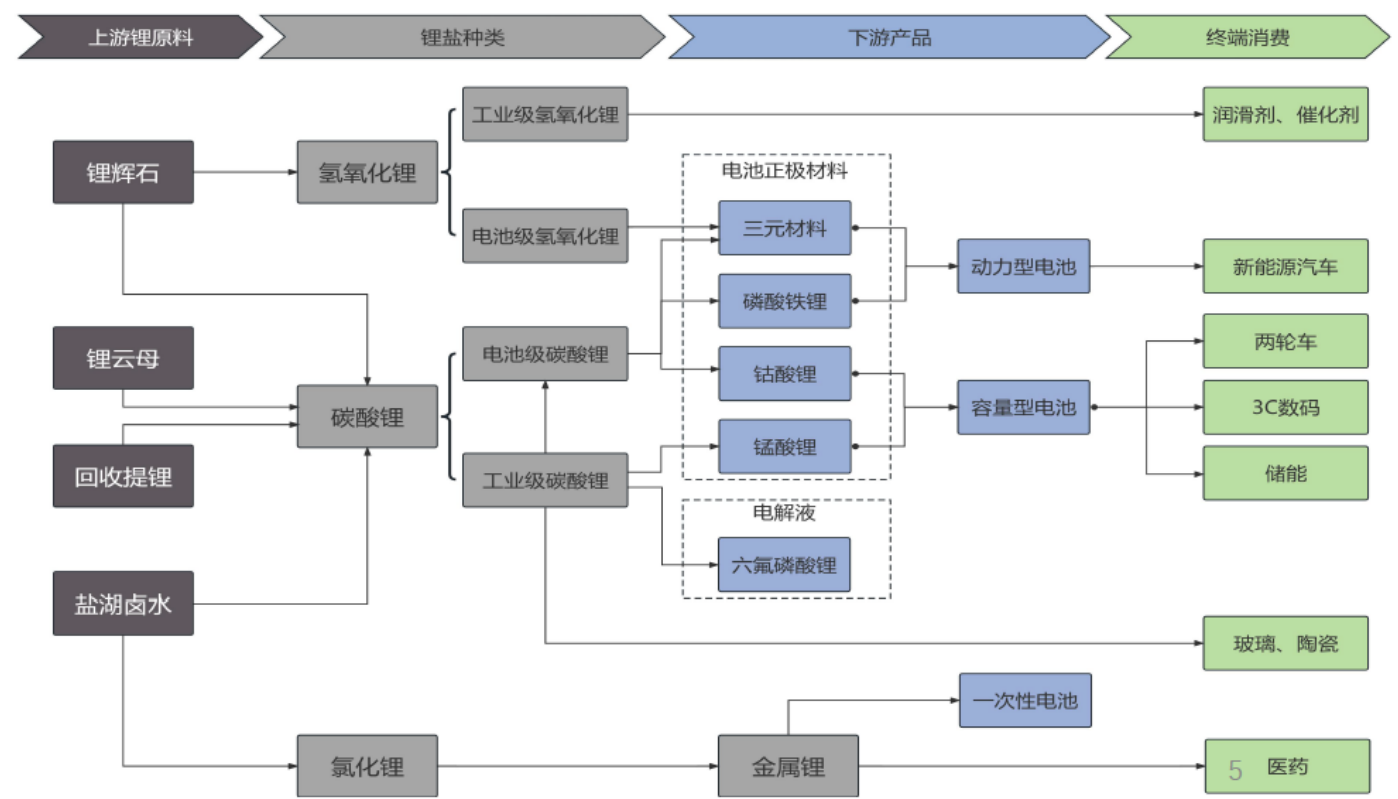 上游锂原料
锂盐种类
下游产品
终端消费
工业级氢氧化锂
润滑剂、催化剂
锂辉石
氢氧化锂
电池正极材料
电池级氢氧化锂
三元材料
动力型电池
新能源汽车
磷酸铁锂
锂云母
电池级碳酸锂
两轮车
钴酸锂
碳酸锂
容量型电池
3C数码
锰酸锂
回收提锂
工业级碳酸锂
储能
电解液
六氟磷酸锂
盐湖卤水
玻璃、陶瓷
一次性电池
氯化锂
金属锂
5 医药